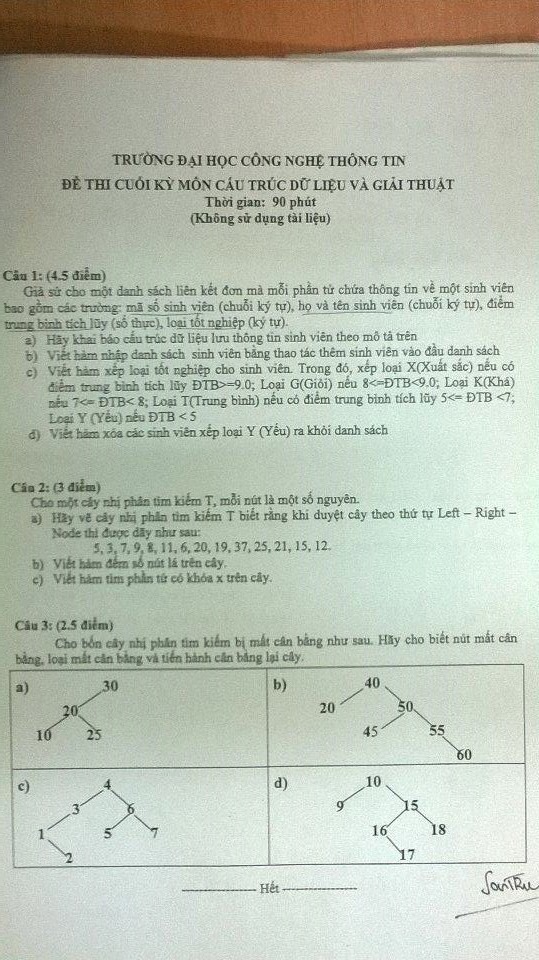 TRƯỜNG ĐẠI HỌC CÔNG NGHỆ THÔNG TIN
ĐỀ THI CUỐI KỲ MÔN CẤU TRÚC DỮ LIỆU VÀ GIẢI THUẬT
Thời gian: 90 phút
(Không sử dụng tài liệu)
Câu 1: (4.5 điểm)
Giả sử cho một danh sách liên kết đơn mà mỗi phần tử chứa thông tin về một sinh viên
bao gồm các trường: mã số sinh viên (chuỗi ký tự), họ và tên sinh viên (chuỗi ký tự), điểm
trung bình tích lũy (số thực), loại tốt nghiệp (ký tự).
a) Hãy khai báo cấu trúc dữ liệu lưu thông tin sinh viên theo mô tả trên
b) Viết hàm nhập danh sách sinh viên bằng thao tác thêm sinh viên vào đầu danh sách
c) Viết hàm xếp loại tốt nghiệp cho sinh viên. Trong đó, xếp loại X(Xuất sắc) nếu có
điểm trung bình tích lũy ĐTB>=9.0; Loại G(Giỏi) nếu 8<=ĐTB<9.0; Loại K(Khá)
nếu 7<= ĐTB< 8; Loại T(Trung bình) nếu có điểm trung bình tích lũy 5<= ĐTB <7;
Loại Y (Yếu) nếu ĐTB < 5
d) Viết hàm xóa các sinh viên xếp loại Y (Yếu) ra khỏi danh sách
Câu 2: (3 điểm)
Cho một cây nhị phân tìm kiếm T, mỗi nút là một số nguyên.
a) Hãy vẽ cây nhị phân tìm kiếm T biết rằng khi duyệt cây theo thứ tự Left – Right –
Node thì được dãy như sau:
5, 3, 7, 9, 8, 11, 6, 20, 19, 37, 25, 21, 15, 12.
b) Viết hàm đếm số nút lá trên cây.
c) Viết hàm tìm phần tử có khóa x trên cây.
Câu 3: (2.5 điểm)
Cho bốn cây nhị phân tìm kiếm bị mất cân bằng như sau. Hãy cho biết nút mất cân
bằng, loại mất cân bằng và tiến hành cân bằng lại cây.
a) 30
20
10 25
b) 40
20 50
45 55
60
c) 4
3 6
1 5 7
2
d) 10
9 15
16 18
17
Hết